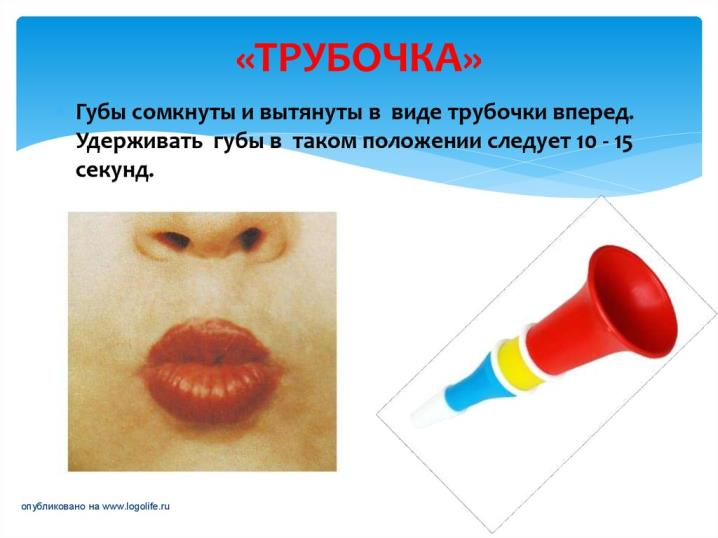 «ТРУБОЧКА»
Губы сомкнуты и вытянуты в виде трубочки вперед.
Удерживать губы в таком положении следует 10 - 15
секунд.
опубликовано на www.logolife.ru